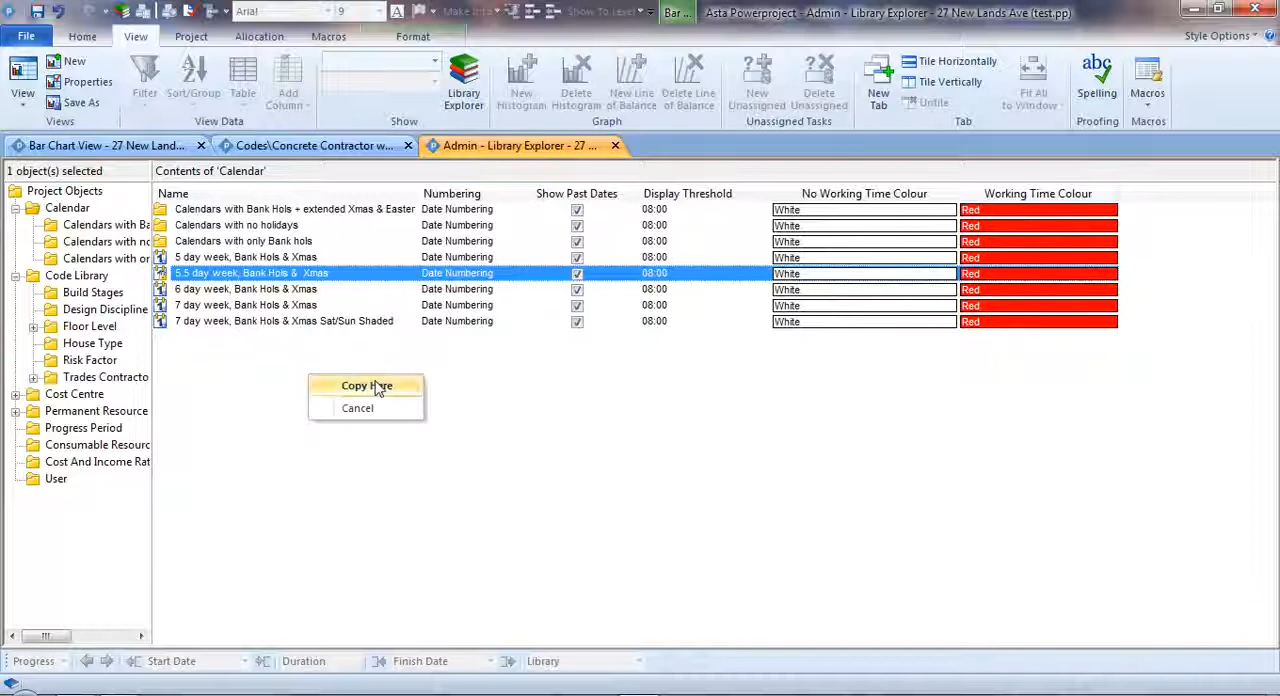 Arial 9 Make Into Show To Level Bar ... Asta Powerproject - Admin - Library Explorer - 27 New Lands Ave (test.pp)
File Home View Project Allocation Macros Format Style Options
View
New
Properties
Save As
Views
Filter
Sort/Group
Table
Add Column
View Data
Library Explorer
Show
New Histogram
Delete Histogram
New Line of Balance
Delete Line of Balance
Graph
New Unassigned
Delete Unassigned
Unassigned Tasks
New Tab
Tile Horizontally
Tile Vertically
Untile
Fit All to Window
Tab
Spelling
Proofing
Macros
Macros
Bar Chart View - 27 New Land... Codes\Concrete Contractor w... Admin - Library Explorer - 27 ...
1 object(s) selected Contents of 'Calendar'
Project Objects
Calendar
Calendars with Ba
Calendars with no
Calendars with or
Code Library
Build Stages
Design Discipline
Floor Level
House Type
Risk Factor
Trades Contracto
Cost Centre
Permanent Resource
Progress Period
Consumable Resourc
Cost And Income Rat
User
Name Numbering Show Past Dates Display Threshold No Working Time Colour Working Time Colour
Calendars with Bank Hols + extended Xmas & Easter Date Numbering 08:00 White Red
Calendars with no holidays Date Numbering 08:00 White Red
Calendars with only Bank hols Date Numbering 08:00 White Red
5 day week, Bank Hols & Xmas Date Numbering 08:00 White Red
5.5 day week, Bank Hols & Xmas Date Numbering 08:00 White Red
6 day week, Bank Hols & Xmas Date Numbering 08:00 White Red
7 day week, Bank Hols & Xmas Date Numbering 08:00 White Red
7 day week, Bank Hols & Xmas Sat/Sun Shaded Date Numbering 08:00 White Red
Copy Here
Cancel
Progress Start Date Duration Finish Date Library